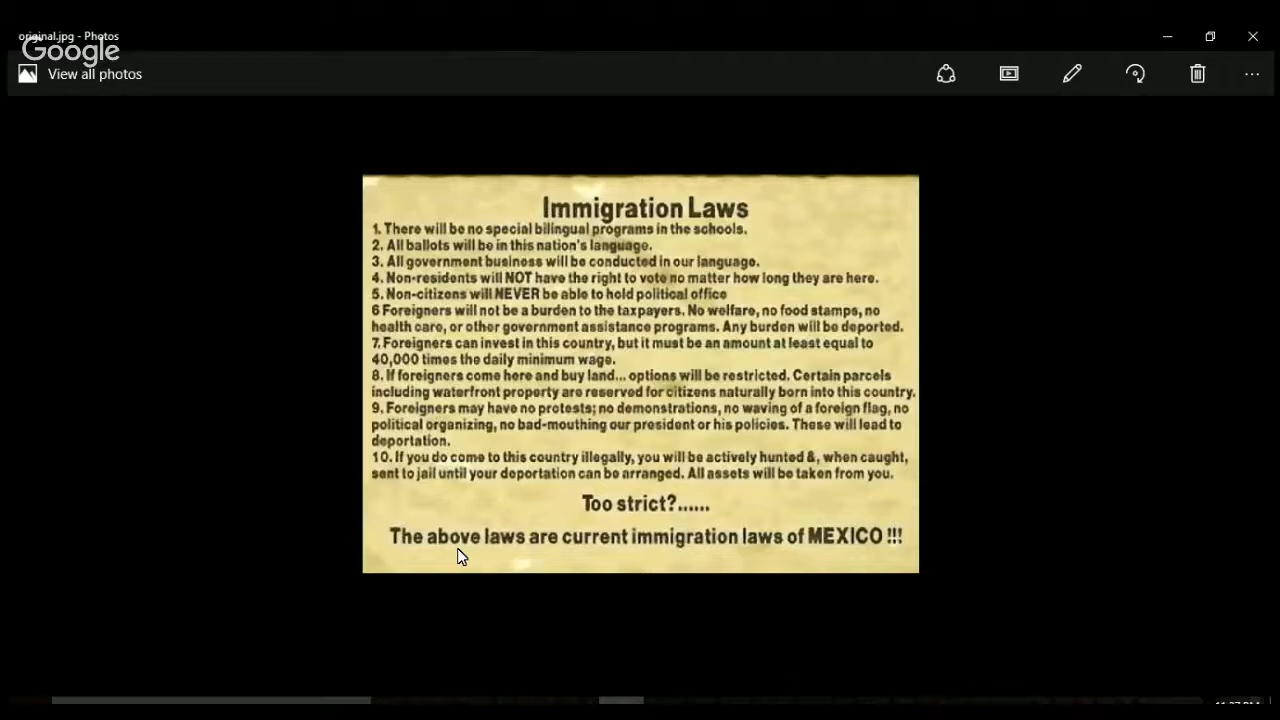 original.jpg - Photos
Google
View all photos
Immigration Laws
1. There will be no special bilingual programs in the schools.
2. All ballots will be in this nation's language.
3. All government business will be conducted in our language.
4. Non-residents will NOT have the right to vote no matter how long they are here.
5. Non-citizens will NEVER be able to hold political office
6 Foreigners will not be a burden to the taxpayers. No welfare, no food stamps, no
health care, or other government assistance programs. Any burden will be deported.
7. Foreigners can invest in this country, but it must be an amount at least equal to
40,000 times the daily minimum wage.
8. If foreigners come here and buy land... options will be restricted. Certain parcels
including waterfront property are reserved for citizens naturally born into this country.
9. Foreigners may have no protests; no demonstrations, no waving of a foreign flag, no
political organizing, no bad-mouthing our president or his policies. These will lead to
deportation.
10. If you do come to this country illegally, you will be actively hunted &, when caught,
sent to jail until your deportation can be arranged. All assets will be taken from you.
Too strict?......
The above laws are current immigration laws of MEXICO !!!